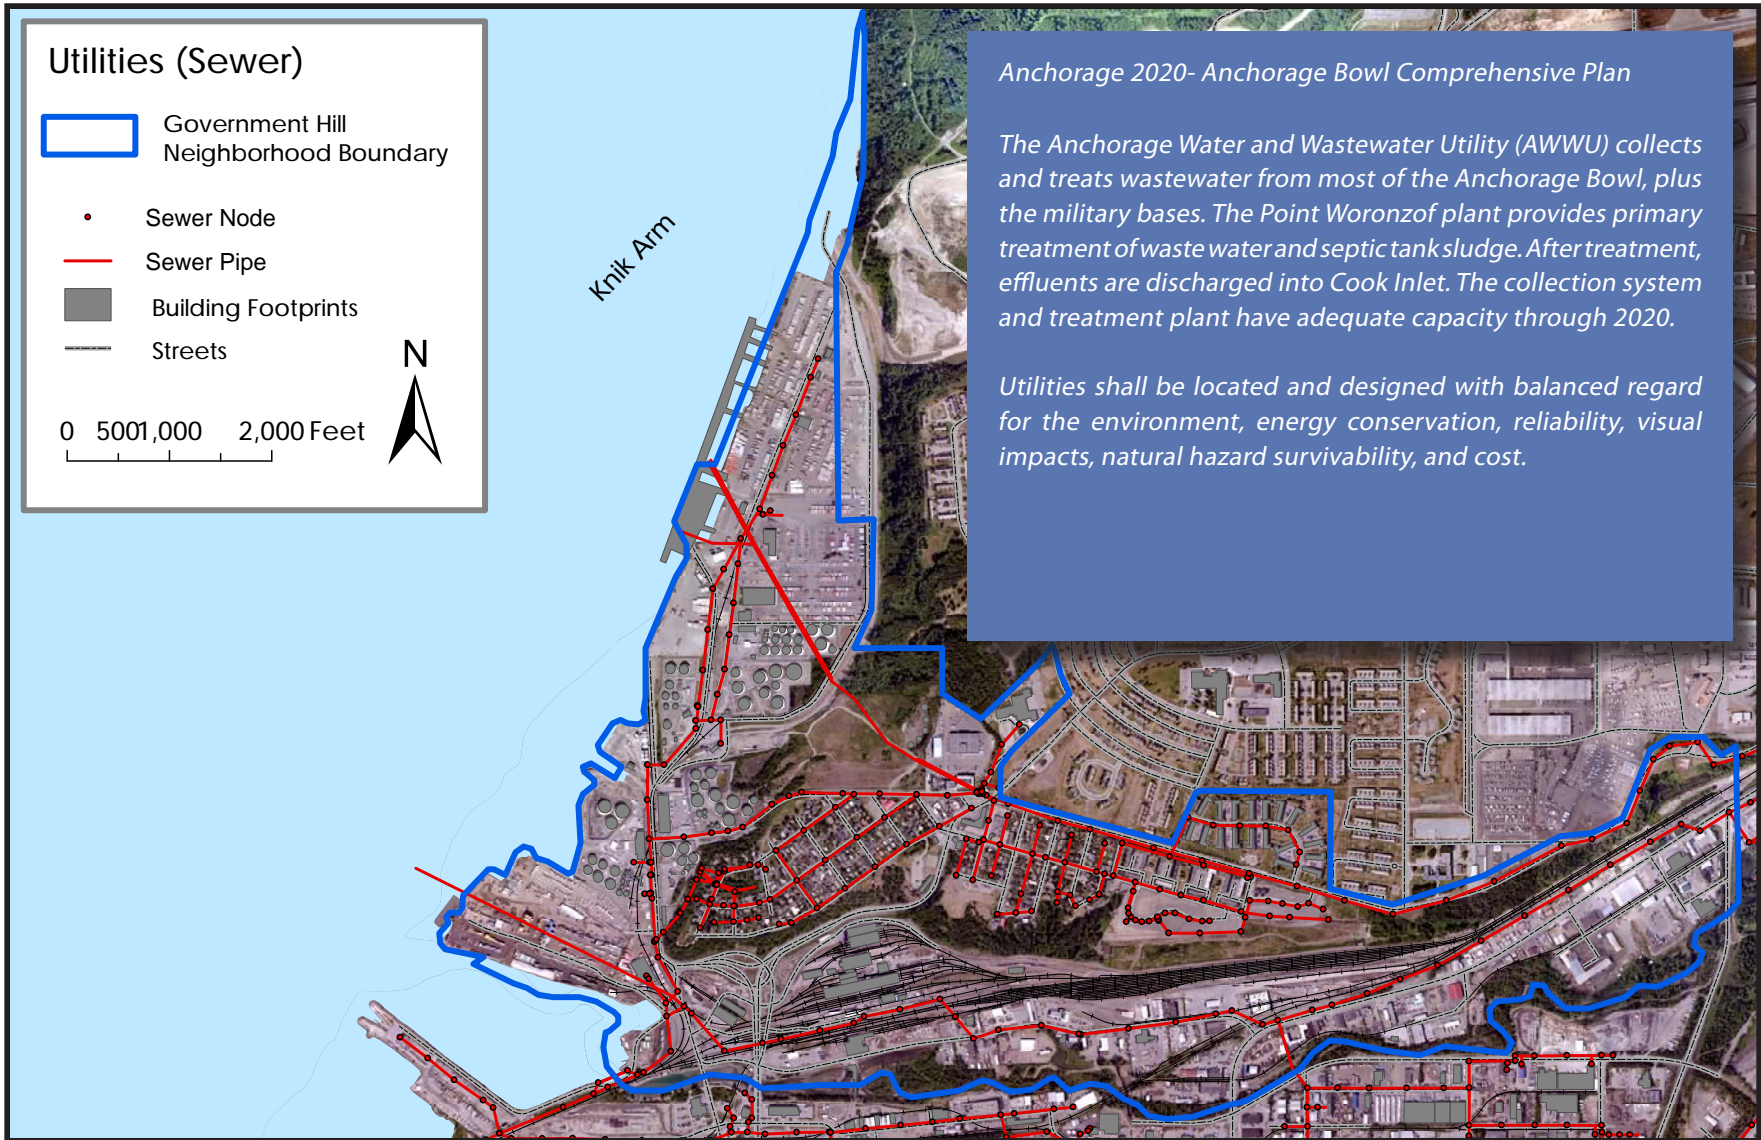 Utilities (Sewer)
Government Hill
Neighborhood Boundary
Sewer Node
Sewer Pipe
Building Footprints
Streets
N
0 500 1,000 2,000 Feet
Knik Arm
Anchorage 2020- Anchorage Bowl Comprehensive Plan
The Anchorage Water and Wastewater Utility (AWWU) collects
and treats wastewater from most of the Anchorage Bowl, plus
the military bases. The Point Woronzof plant provides primary
treatment of waste water and septic tank sludge. After treatment,
effluents are discharged into Cook Inlet. The collection system
and treatment plant have adequate capacity through 2020.
Utilities shall be located and designed with balanced regard
for the environment, energy conservation, reliability, visual
impacts, natural hazard survivability, and cost.